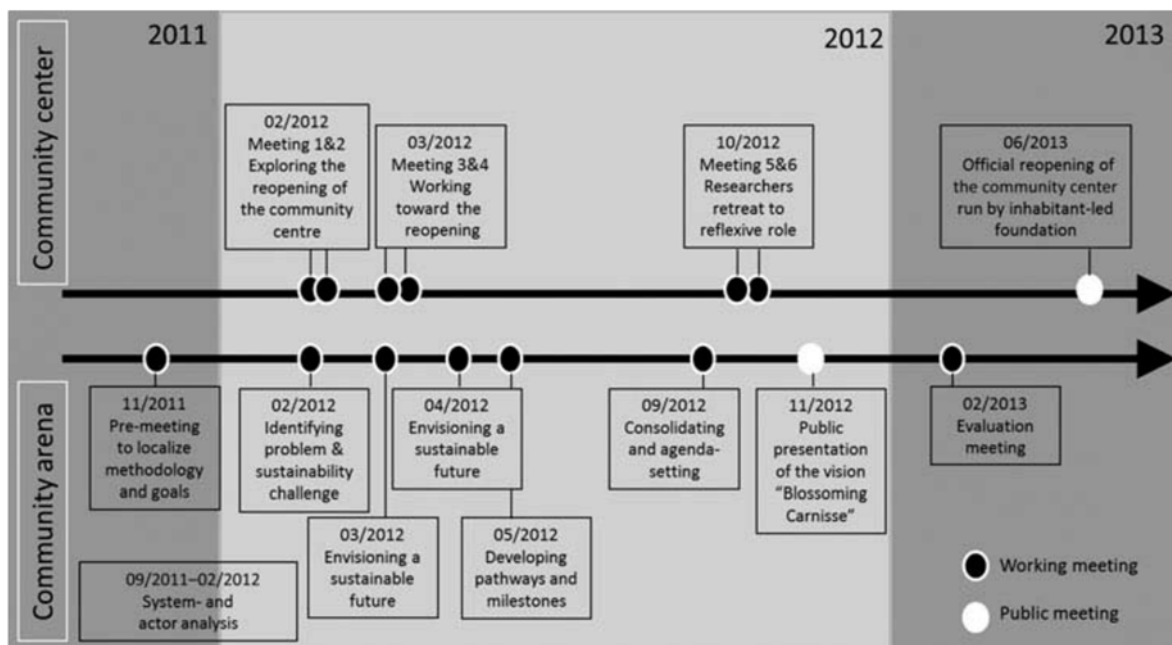 2011
2012
2013
Community center
02/2012
Meeting 1&2
Exploring the
reopening of
the community
centre
03/2012
Meeting 3&4
Working
toward the
reopening
10/2012
Meeting 5&6
Researchers
retreat to
reflexive role
06/2013
Official reopening of
the community center
run by inhabitant-led
foundation
Community arena
11/2011
Pre-meeting
to localize
methodology
and goals
02/2012
Identifying
problem &
sustainability
challenge
04/2012
Envisioning a
sustainable
future
09/2012
Consolidating
and agenda-
setting
11/2012
Public
presentation
of the vision
“Blossoming
Carnisse”
02/2013
Evaluation
meeting
09/2011–02/2012
System- and
actor analysis
03/2012
Envisioning a
sustainable
future
05/2012
Developing
pathways and
milestones
Working meeting
Public meeting